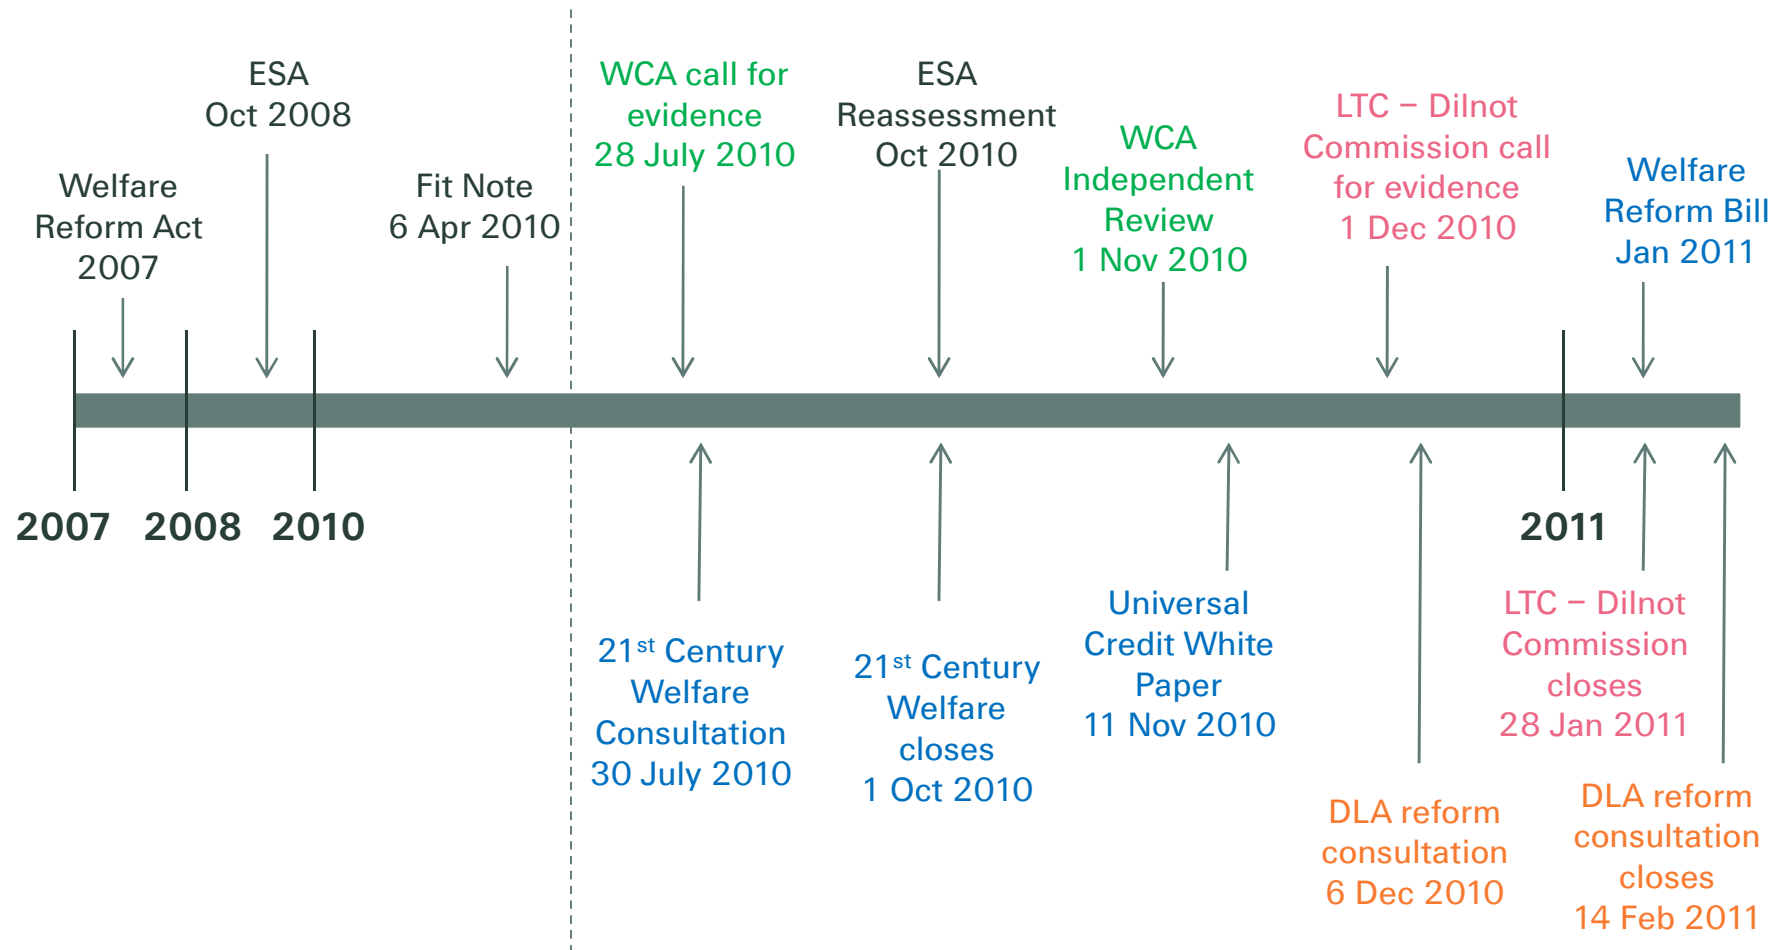 ESA
Oct 2008
Welfare
Reform Act
2007
Fit Note
6 Apr 2010
WCA call for
evidence
28 July 2010
ESA
Reassessment
Oct 2010
WCA
Independent
Review
1 Nov 2010
LTC – Dilnot
Commission call
for evidence
1 Dec 2010
Welfare
Reform Bill
Jan 2011
2007
2008
2010
2011
21st Century
Welfare
Consultation
30 July 2010
21st Century
Welfare
closes
1 Oct 2010
Universal
Credit White
Paper
11 Nov 2010
DLA reform
consultation
6 Dec 2010
LTC – Dilnot
Commission
closes
28 Jan 2011
DLA reform
consultation
closes
14 Feb 2011